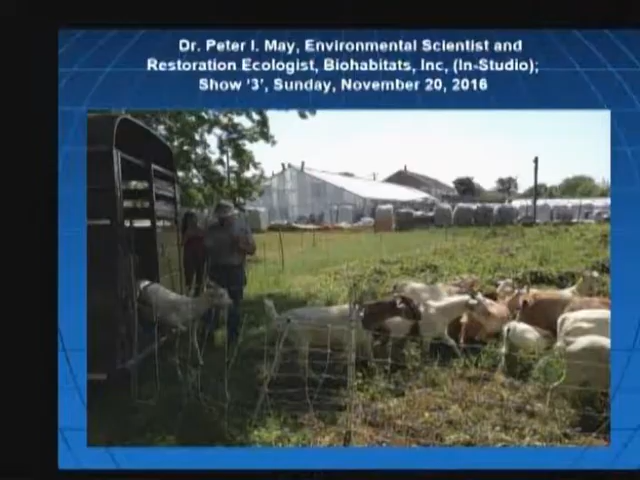 Dr. Peter I. May, Environmental Scientist and
Restoration Ecologist, Biohabitats, Inc, (In-Studio);
Show ‘3’, Sunday, November 20, 2016